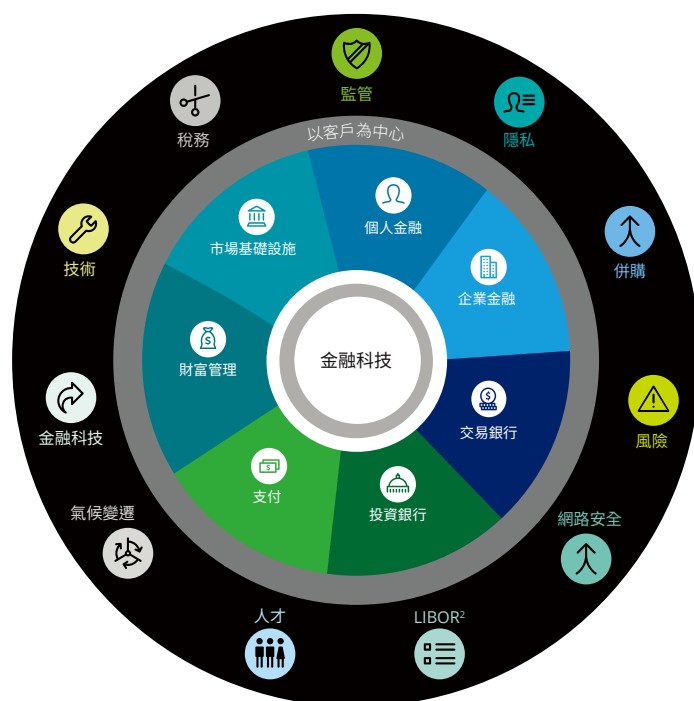 監管
稅務
隱私
以客戶為中心
個人金融
市場基礎設施
技術
併購
企業金融
金融科技
財富管理
交易銀行
金融科技
風險
支付
投資銀行
氣候變遷
網路安全
人才
LIBOR²